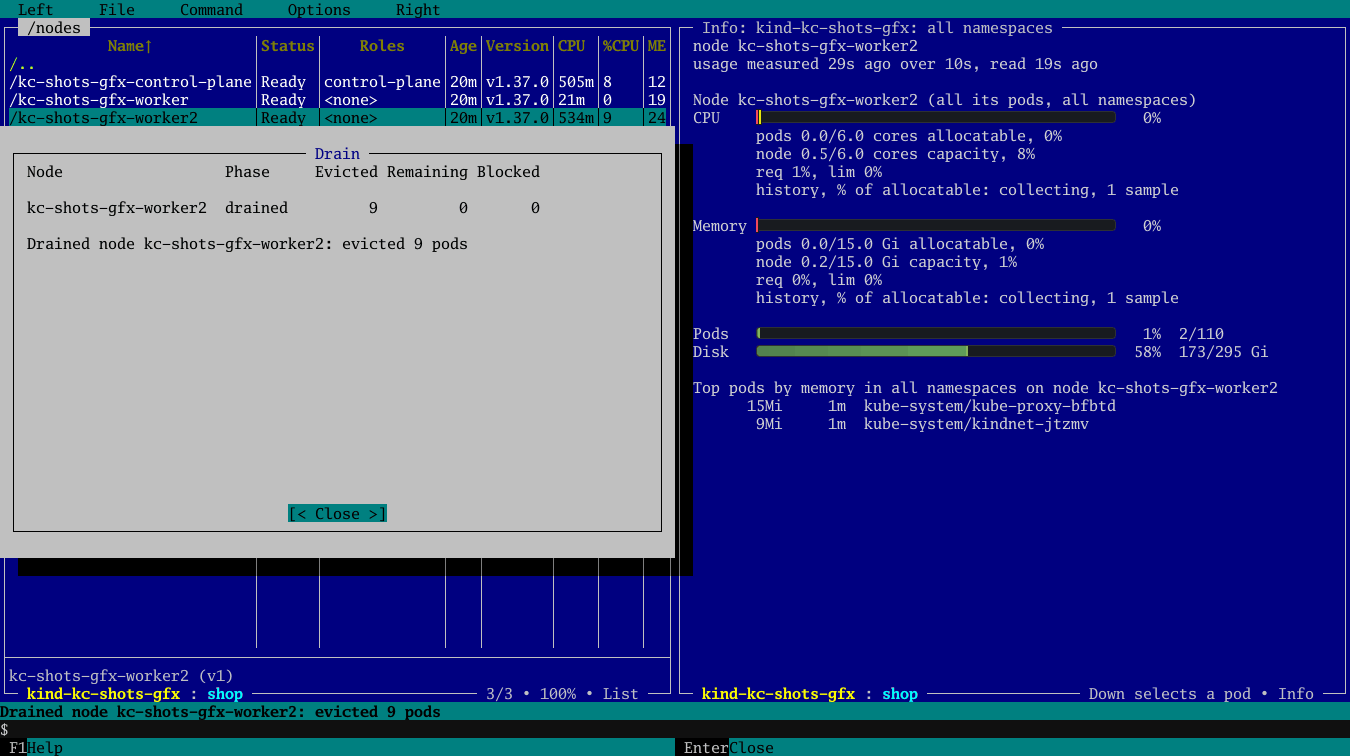 Left File Command Options Right
/nodes
Name↑ Status Roles Age Version CPU %CPU ME
/..
/kc-shots-gfx-control-plane Ready control-plane 20m v1.37.0 505m 8 12
/kc-shots-gfx-worker Ready <none> 20m v1.37.0 21m 0 19
/kc-shots-gfx-worker2 Ready <none> 20m v1.37.0 534m 9 24
Drain
Node Phase Evicted Remaining Blocked
kc-shots-gfx-worker2 drained 9 0 0
Drained node kc-shots-gfx-worker2: evicted 9 pods
[< Close >]
kc-shots-gfx-worker2 (v1)
kind-kc-shots-gfx : shop 3/3 • 100% • List
Info: kind-kc-shots-gfx: all namespaces
node kc-shots-gfx-worker2
usage measured 29s ago over 10s, read 19s ago
Node kc-shots-gfx-worker2 (all its pods, all namespaces)
CPU 0%
pods 0.0/6.0 cores allocatable, 0%
node 0.5/6.0 cores capacity, 8%
req 1%, lim 0%
history, % of allocatable: collecting, 1 sample
Memory 0%
pods 0.0/15.0 Gi allocatable, 0%
node 0.2/15.0 Gi capacity, 1%
req 0%, lim 0%
history, % of allocatable: collecting, 1 sample
Pods 1% 2/110
Disk 58% 173/295 Gi
Top pods by memory in all namespaces on node kc-shots-gfx-worker2
15Mi 1m kube-system/kube-proxy-bfbtd
9Mi 1m kube-system/kindnet-jtzmv
kind-kc-shots-gfx : shop Down selects a pod • Info
Drained node kc-shots-gfx-worker2: evicted 9 pods
$
F1Help EnterClose